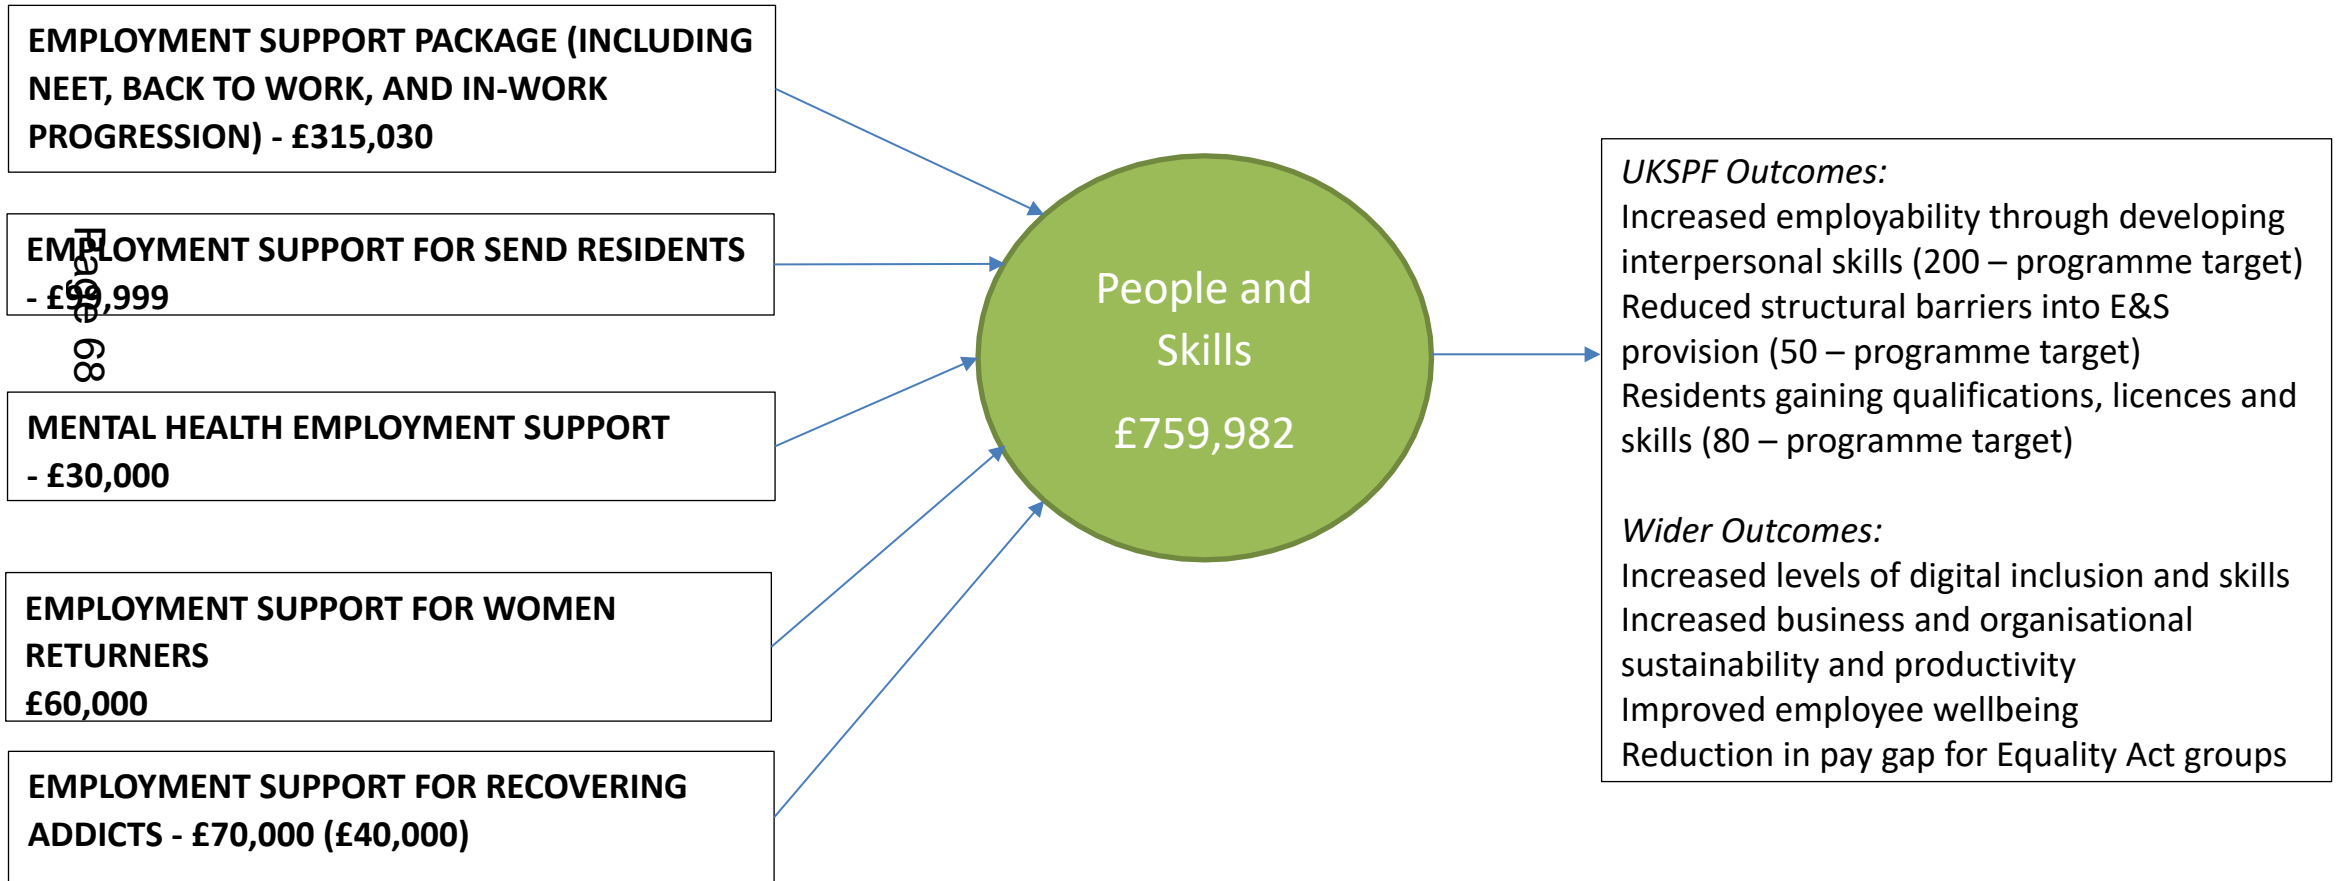 EMPLOYMENT SUPPORT PACKAGE (INCLUDING
NEET, BACK TO WORK, AND IN-WORK
PROGRESSION) - £315,030
EMPLOYMENT SUPPORT FOR SEND RESIDENTS
- £99,999
Page 68
MENTAL HEALTH EMPLOYMENT SUPPORT
- £30,000
EMPLOYMENT SUPPORT FOR WOMEN
RETURNERS
£60,000
EMPLOYMENT SUPPORT FOR RECOVERING
ADDICTS - £70,000 (£40,000)
People and
Skills
£759,982
UKSPF Outcomes:
Increased employability through developing
interpersonal skills (200 – programme target)
Reduced structural barriers into E&S
provision (50 – programme target)
Residents gaining qualifications, licences and
skills (80 – programme target)
Wider Outcomes:
Increased levels of digital inclusion and skills
Increased business and organisational
sustainability and productivity
Improved employee wellbeing
Reduction in pay gap for Equality Act groups